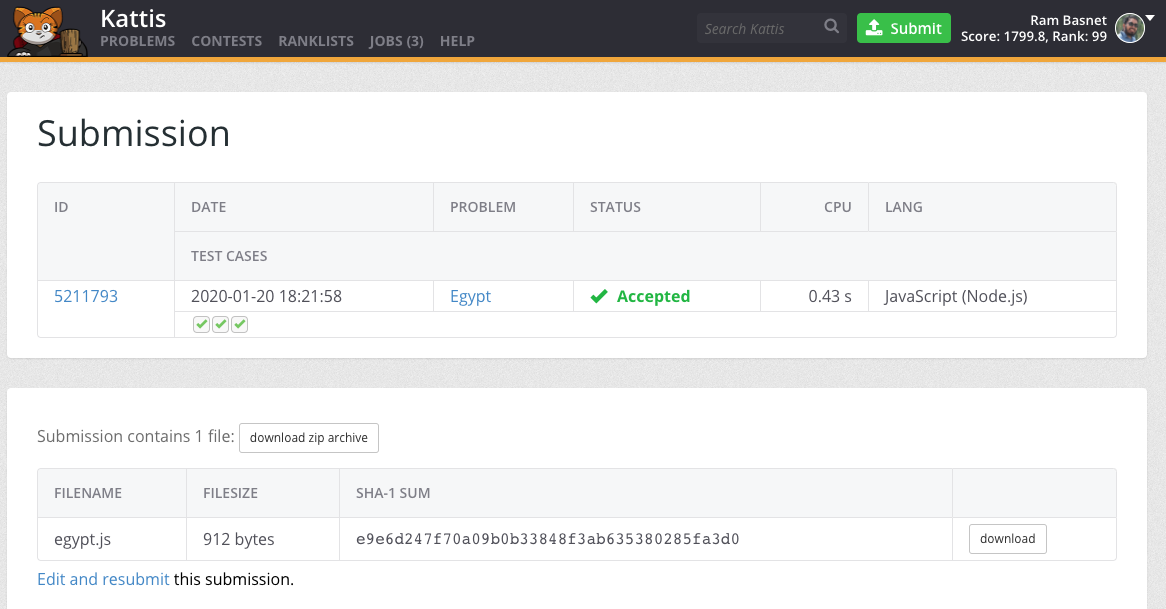 Kattis
PROBLEMS CONTESTS RANKLISTS JOBS (3) HELP
Search Kattis
Submit
Ram Basnet
Score: 1799.8, Rank: 99
Submission
ID DATE PROBLEM STATUS CPU LANG
TEST CASES
5211793 2020-01-20 18:21:58 Egypt Accepted 0.43 s JavaScript (Node.js)
Submission contains 1 file: download zip archive
FILENAME FILESIZE SHA-1 SUM
egypt.js 912 bytes e9e6d247f70a09b0b33848f3ab635380285fa3d0 download
Edit and resubmit this submission.